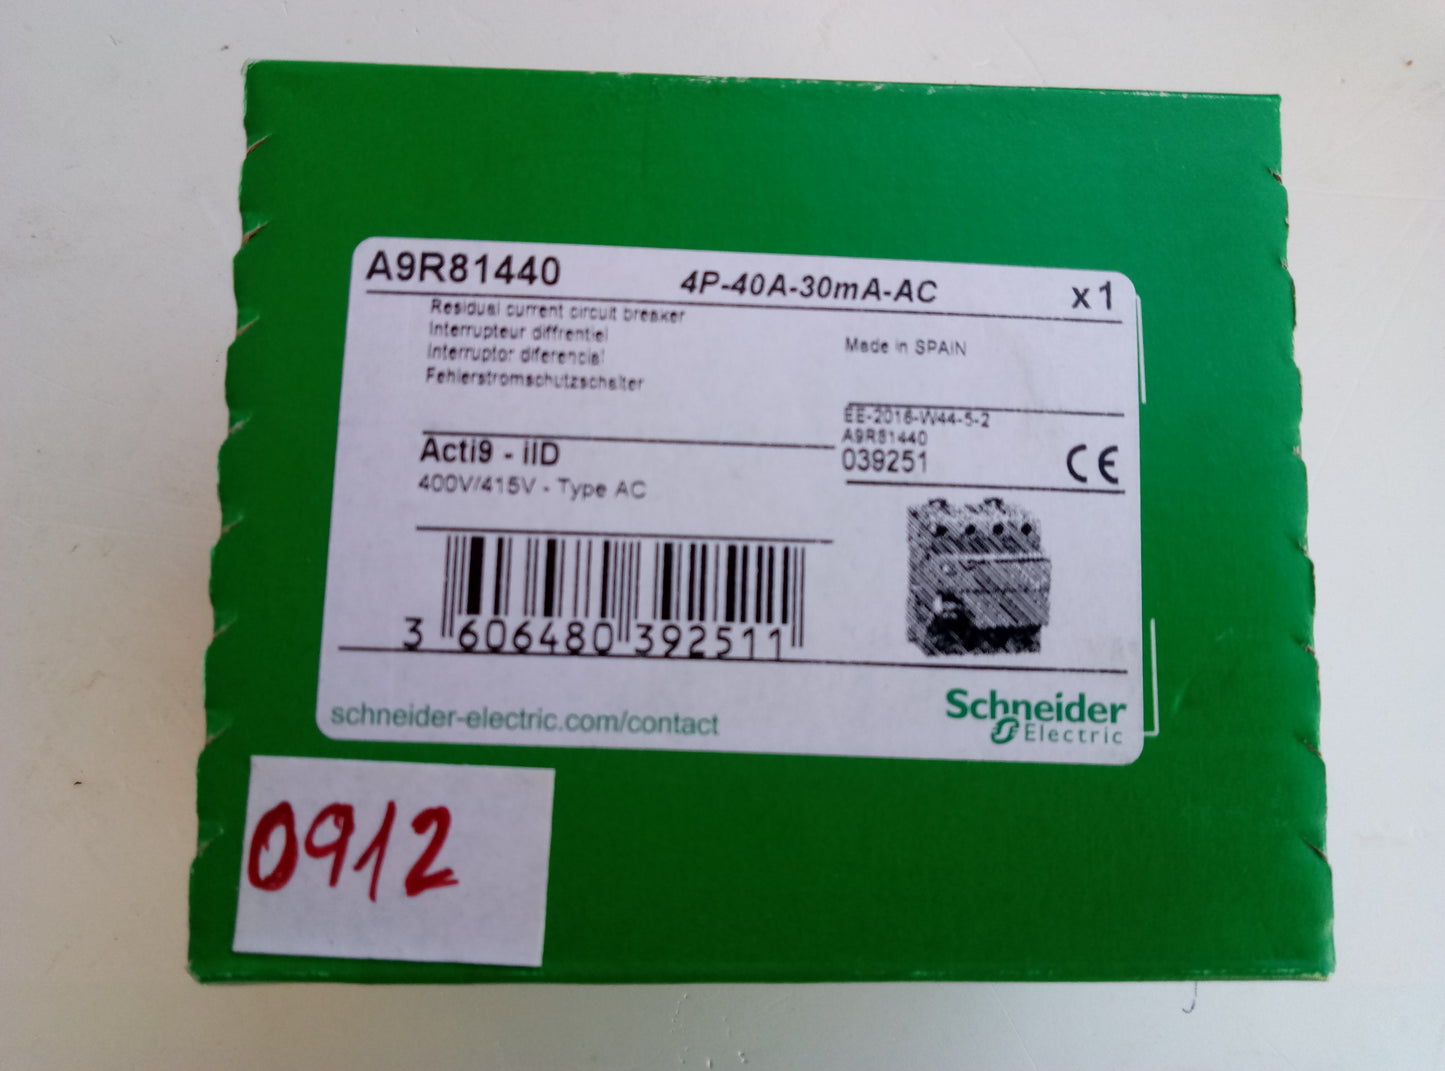 A9R81440 4P-40A-30mA-AC x1
Residual current circuit breaker
Interrupteur diffrentiel
Interruptor diferencial
Fehlerstromschutzschalter
Made in SPAIN
EE-2016-W44-5-2
A9R81440
039251
CE
Acti9 - iID
400V/415V - Type AC
3 606480 392511
schneider-electric.com/contact
Schneider
Electric
0912